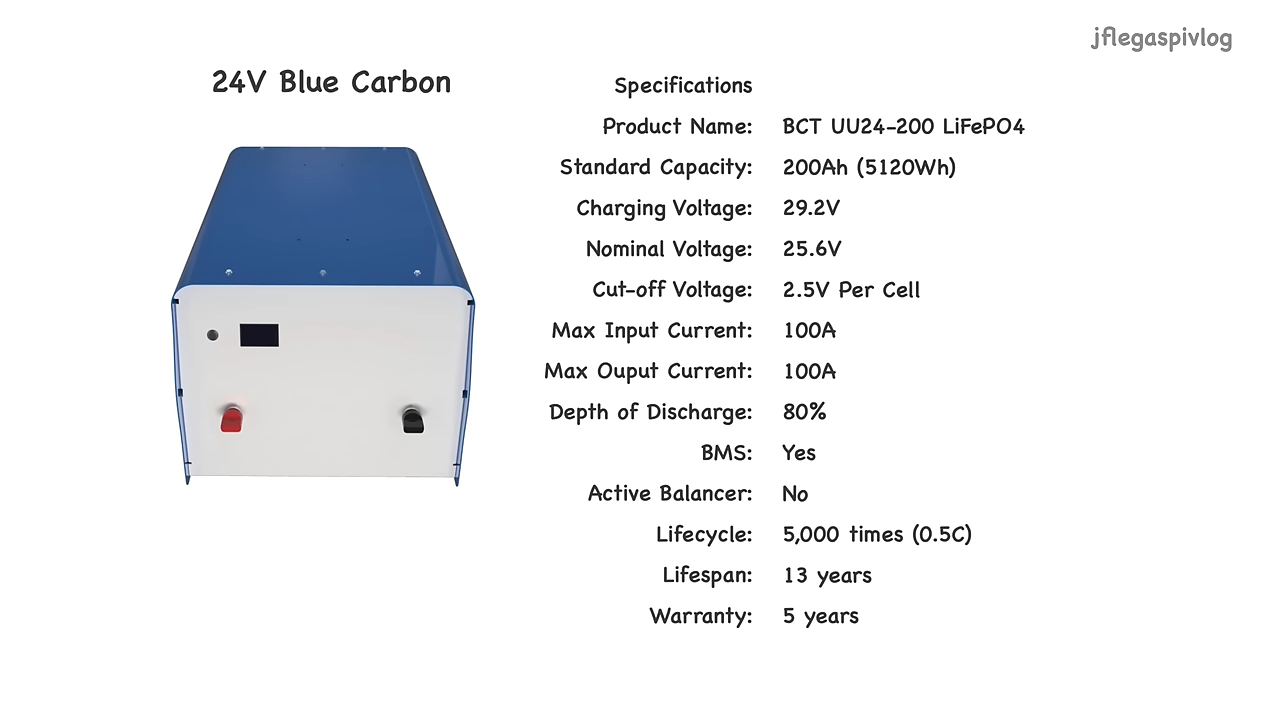 jflegaspivlog
24V Blue Carbon
Specifications
Product Name: BCT UU24-200 LiFePO4
Standard Capacity: 200Ah (5120Wh)
Charging Voltage: 29.2V
Nominal Voltage: 25.6V
Cut-off Voltage: 2.5V Per Cell
Max Input Current: 100A
Max Ouput Current: 100A
Depth of Discharge: 80%
BMS: Yes
Active Balancer: No
Lifecycle: 5,000 times (0.5C)
Lifespan: 13 years
Warranty: 5 years